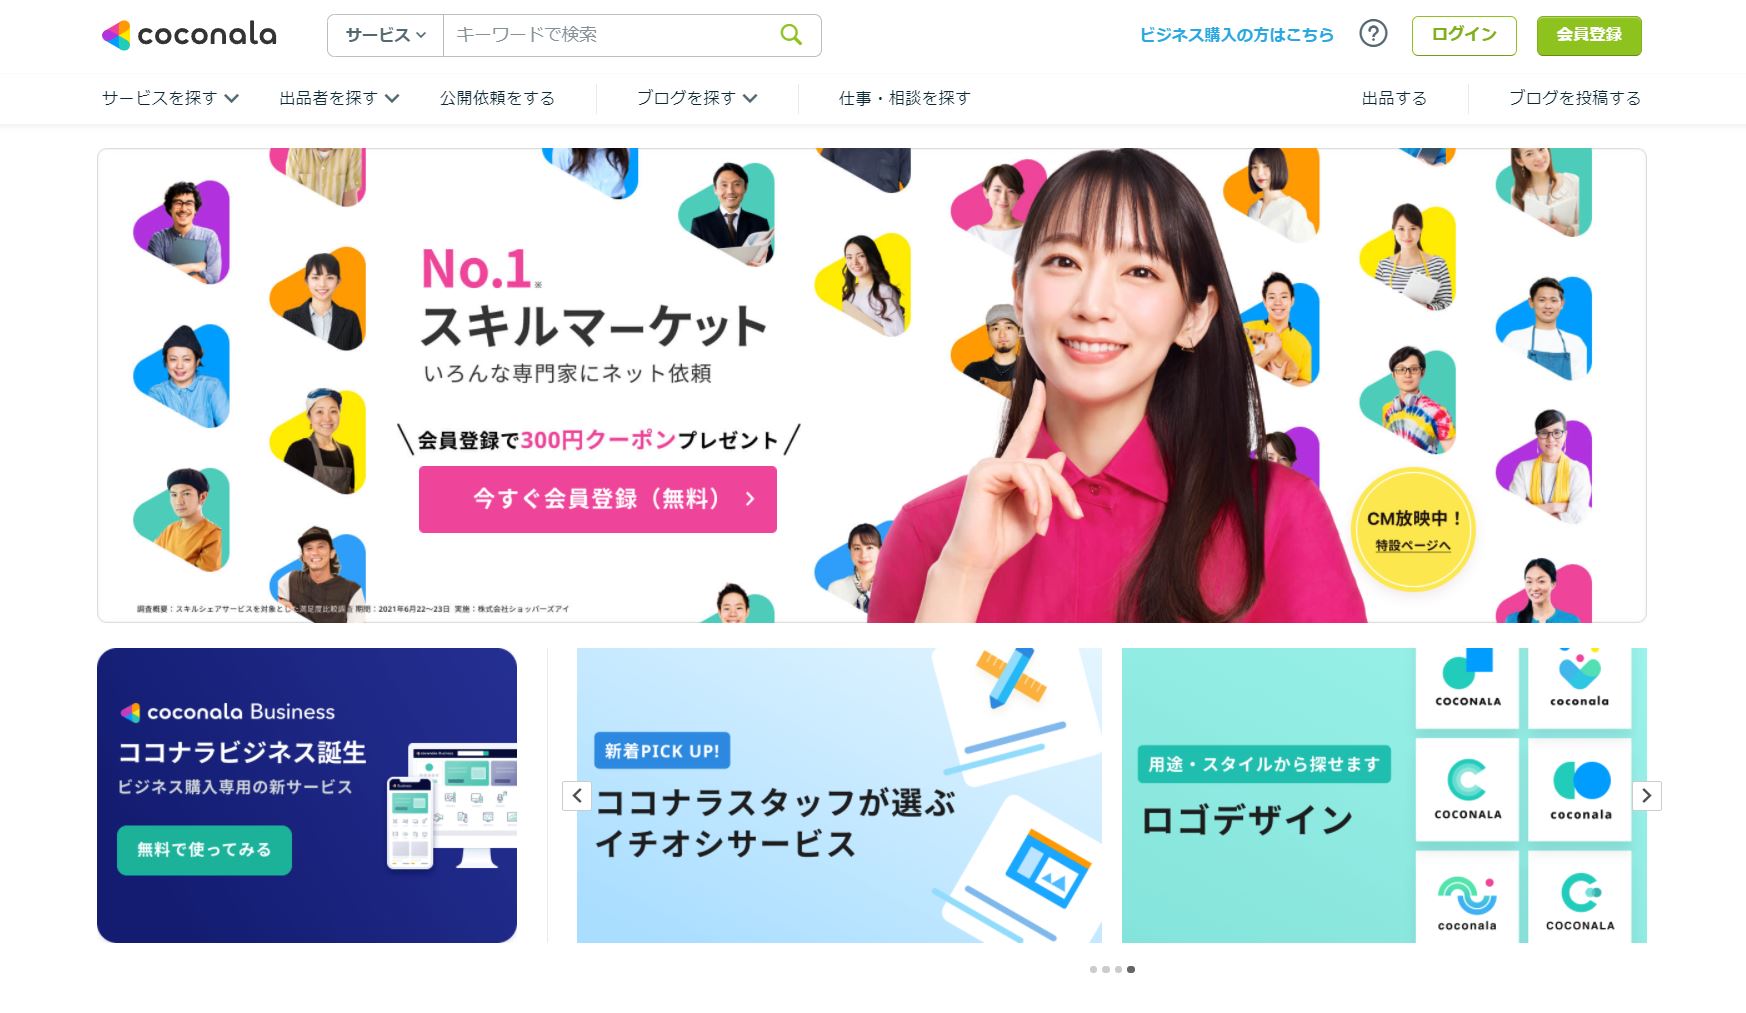 coconala
サービス
キーワードで検索
ビジネス購入の方はこちら
?
ログイン
会員登録
サービスを探す
出品者を探す
公開依頼をする
ブログを探す
仕事・相談を探す
出品する
ブログを投稿する
No.1※
スキルマーケット
いろんな専門家にネット依頼
\会員登録で300円クーポンプレゼント/
今すぐ会員登録（無料）
CM放映中！
特設ページへ
調査概要：スキルシェアサービスを対象とした満足度比較調査 期間：2021年6月22〜23日 実施：株式会社ショッパーズアイ
coconala Business
ココナラビジネス誕生
ビジネス購入専用の新サービス
無料で使ってみる
coconala Business
新着PICK UP!
ココナラスタッフが選ぶ
イチオシサービス
用途・スタイルから探せます
ロゴデザイン
COCONALA
coconala
COCONALA
coconala
coconala
COCONALA